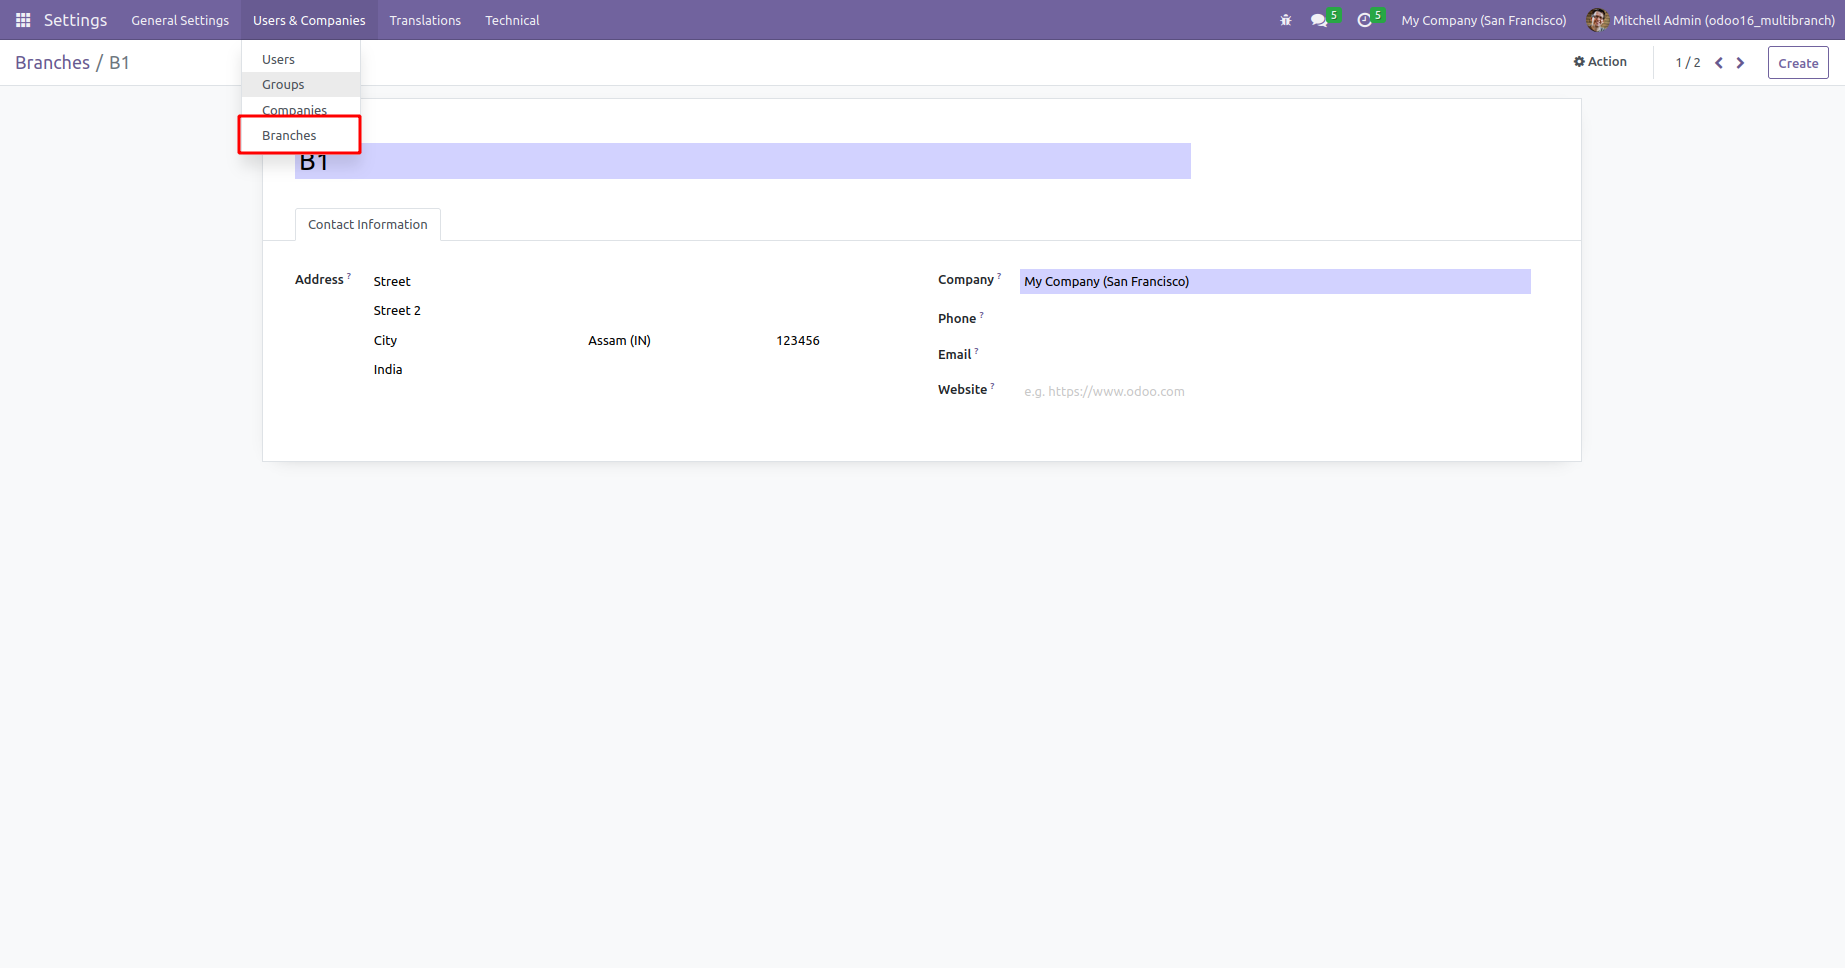 Settings General Settings Users & Companies Translations Technical 5 5 My Company (San Francisco) Mitchell Admin (odoo16_multibranch)
Branches / B1 Action 1 / 2 Create
Users
Groups
Companies
Branches
B1
Contact Information
Address ? Street
Street 2
City Assam (IN) 123456
India
Company ? My Company (San Francisco)
Phone ?
Email ?
Website ? e.g. https://www.odoo.com